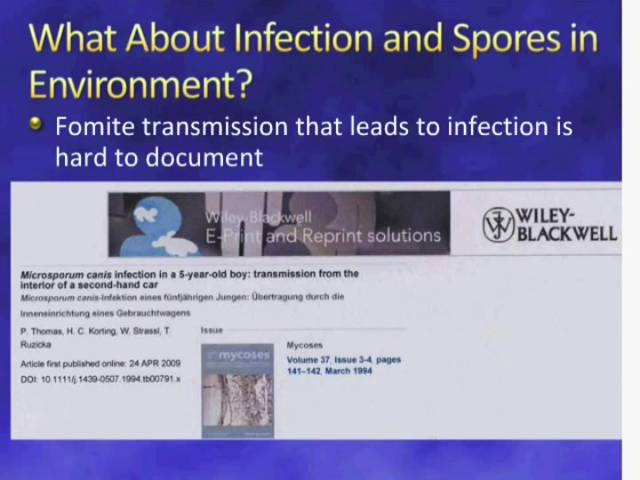 What About Infection and Spores in
Environment?
Fomite transmission that leads to infection is
hard to document
Wiley-Blackwell
E-Print and Reprint solutions
WILEY-
BLACKWELL
Microsporum canis infection in a 5-year-old boy: transmission from the
interior of a second-hand car
Microsporum canis-Infektion eines fünfjährigen Jungen: Übertragung durch die
Inneneinrichtung eines Gebrauchtwagens
P. Thomas, H. C. Korting, W. Strassl, T.
Ruzicka
Article first published online: 24 APR 2009
DOI: 10.1111/j.1439-0507.1994.tb00791.x
Issue
mycoses
Mycoses
Volume 37, Issue 3-4, pages
141–142, March 1994